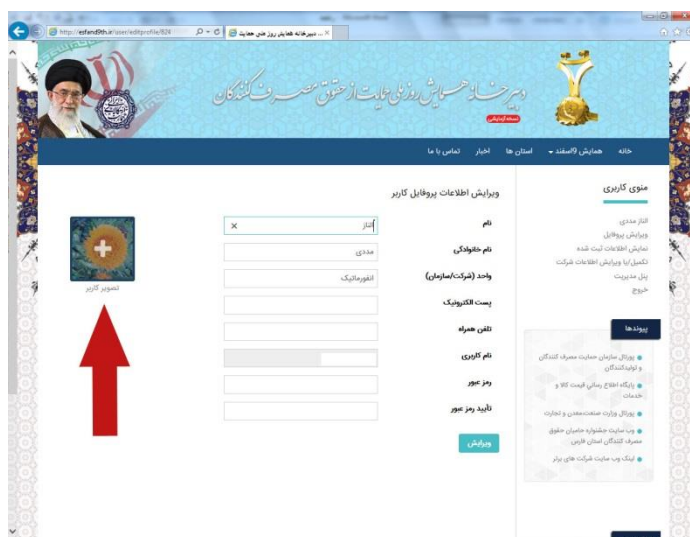 http://esfand9th.ir/user/editprofile/824
دبیرخانه همایش روز ملی حمایت ...
دبیرخانه همایش روز ملی حمایت از حقوق مصرف کنندگان
نسخه آزمایشی
خانه
همایش 9اسفند
استان ها
اخبار
تماس با ما
منوی کاربری
الناز مددی
ویرایش پروفایل
نمایش اطلاعات ثبت شده
تکمیل/یا ویرایش اطلاعات شرکت
پنل مدیریت
خروج
پیوندها
پورتال سازمان حمایت مصرف کنندگان
و تولیدکنندگان
پایگاه اطلاع رسانی قیمت کالا و
خدمات
پورتال وزارت صنعت،معدن و تجارت
وب سایت جشنواره حامیان حقوق
مصرف کنندگان استان فارس
لینک وب سایت شرکت های برتر
ویرایش اطلاعات پروفایل کاربر
نام
الناز
نام خانوادگی
مددی
واحد (شرکت/سازمان)
انفورماتیک
پست الکترونیک
تلفن همراه
نام کاربری
رمز عبور
تأیید رمز عبور
ویرایش
تصویر کاربر